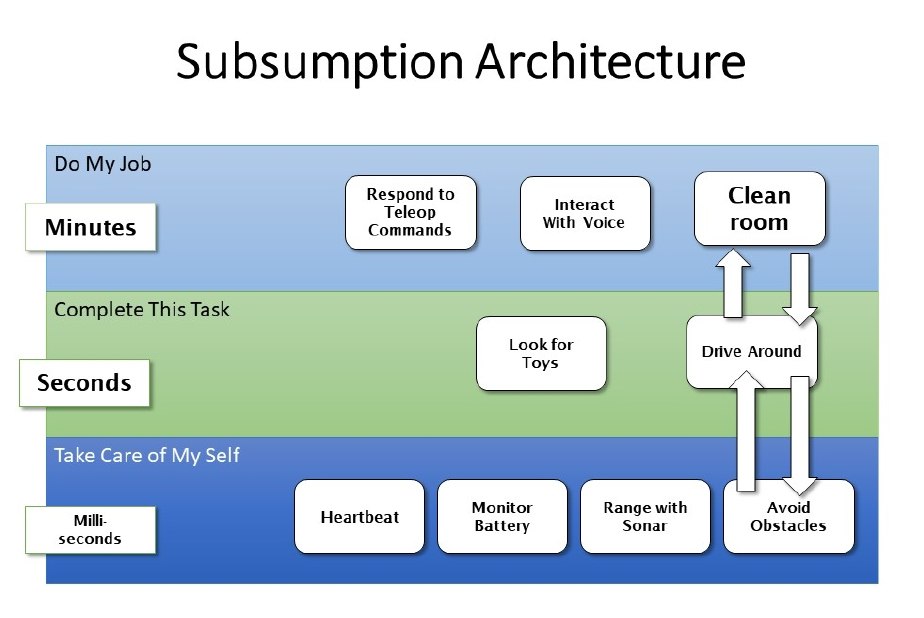 Subsumption Architecture
Do My Job
Minutes
Respond to
Teleop
Commands
Interact
With Voice
Clean
room
Complete This Task
Seconds
Look for
Toys
Drive Around
Take Care of My Self
Milli-
seconds
Heartbeat
Monitor
Battery
Range with
Sonar
Avoid
Obstacles